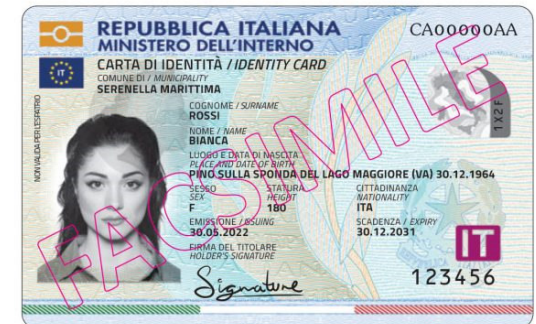 REPUBBLICA ITALIANA
MINISTERO DELL'INTERNO
CA00000AA
IT
CARTA DI IDENTITÀ / IDENTITY CARD
COMUNE DI / MUNICIPALITY
SERENELLA MARITTIMA
NON VALIDA PER L'ESPATRIO
COGNOME / SURNAME
ROSSI
NOME / NAME
BIANCA
LUOGO E DATA DI NASCITA
PLACE AND DATE OF BIRTH
PINO SULLA SPONDA DEL LAGO MAGGIORE (VA) 30.12.1964
SESSO STATURA CITTADINANZA
SEX HEIGHT NATIONALITY
F 180 ITA
EMISSIONE / ISSUING SCADENZA / EXPIRY
30.05.2022 30.12.2031
FIRMA DEL TITOLARE
HOLDER'S SIGNATURE
Signature
1X2F
IT
123456
FACSIMILE